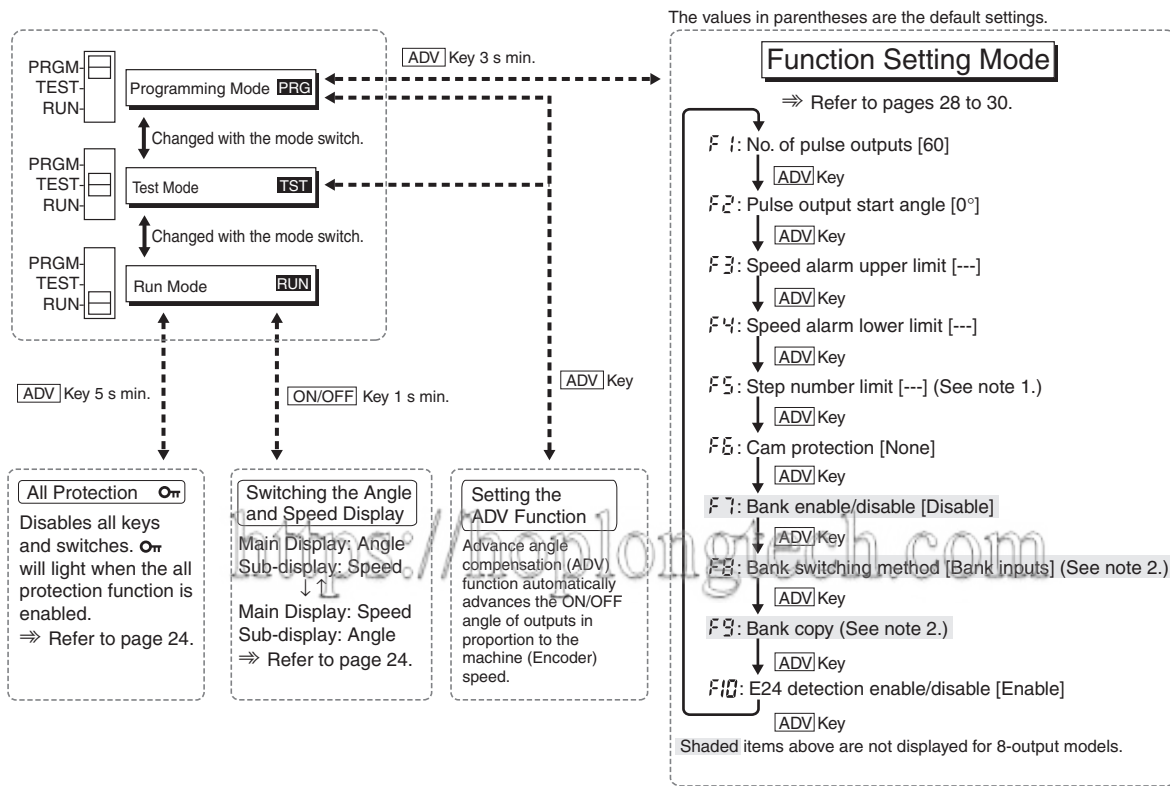 The values in parentheses are the default settings.
PRGM
TEST
RUN
Programming Mode PRG
ADV Key 3 s min.
Changed with the mode switch.
PRGM
TEST
RUN
Test Mode TST
Changed with the mode switch.
PRGM
TEST
RUN
Run Mode RUN
ADV Key 5 s min.
ON/OFF Key 1 s min.
ADV Key
All Protection
Disables all keys
and switches.
will light when the all
protection function is
enabled.
⇒ Refer to page 24.
Switching the Angle
and Speed Display
Main Display: Angle
Sub-display: Speed
↓↑
Main Display: Speed
Sub-display: Angle
⇒ Refer to page 24.
Setting the
ADV Function
Advance angle
compensation (ADV)
function automatically
advances the ON/OFF
angle of outputs in
proportion to the
machine (Encoder)
speed.
Function Setting Mode
⇒ Refer to pages 28 to 30.
F1: No. of pulse outputs [60]
ADV Key
F2: Pulse output start angle [0°]
ADV Key
F3: Speed alarm upper limit [---]
ADV Key
F4: Speed alarm lower limit [---]
ADV Key
F5: Step number limit [---] (See note 1.)
ADV Key
F6: Cam protection [None]
ADV Key
F7: Bank enable/disable [Disable]
ADV Key
F8: Bank switching method [Bank inputs] (See note 2.)
ADV Key
F9: Bank copy (See note 2.)
ADV Key
F10: E24 detection enable/disable [Enable]
ADV Key
Shaded items above are not displayed for 8-output models.
https://hoplongtech.com